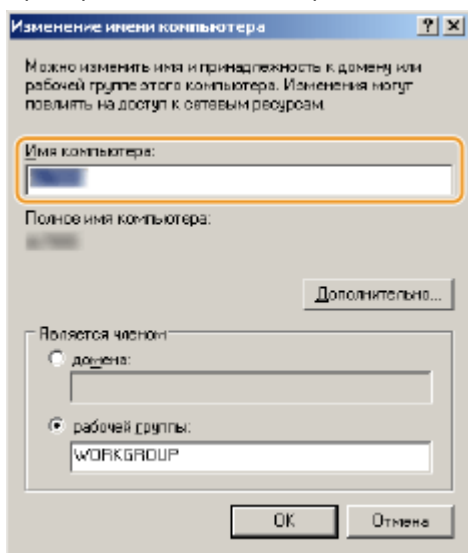 Изменение имени компьютера
Можно изменить имя и принадлежность к домену или
рабочей группе этого компьютера. Изменения могут
повлиять на доступ к сетевым ресурсам.
Имя компьютера:
Полное имя компьютера:
Дополнительно...
Является членом
домена:
рабочей группы:
WORKGROUP
OK Отмена